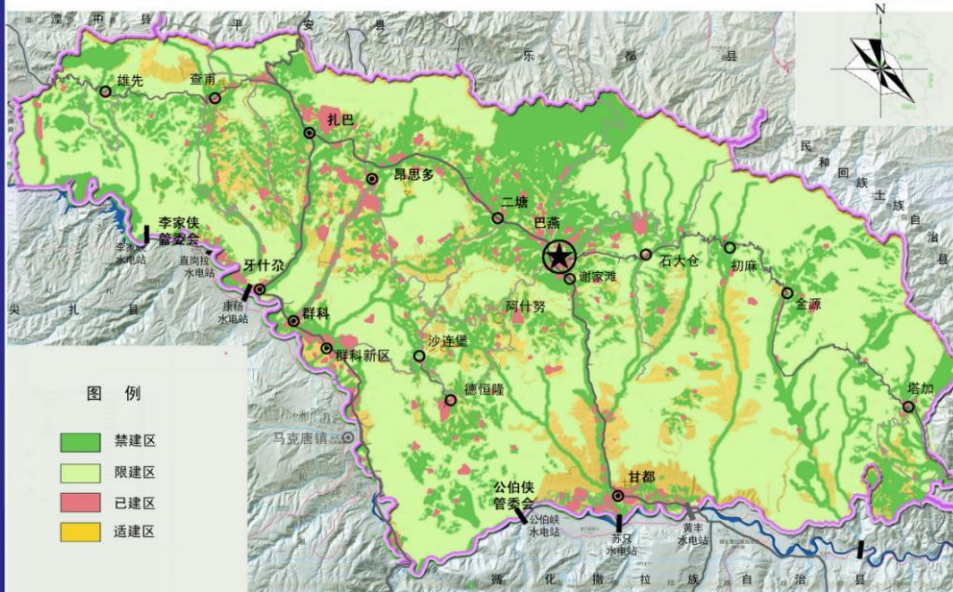 湟中县
平安县
乐都县
N
雄先
查甫
扎巴
昂思多
二塘
巴燕
民和回族土族自治县
李家侠
管委会
水电站
直岗拉
水电站
牙什尕
谢家滩
石大仓
初麻
金源
尖扎县
康杨
水电站
群科
阿什努
群科新区
沙连堡
德恒隆
塔加
图 例
禁建区
限建区
已建区
适建区
马克唐镇
公伯侠
管委会
甘都
公伯峡
水电站
苏只
水电站
黄丰
水电站
循化撒拉族自治县